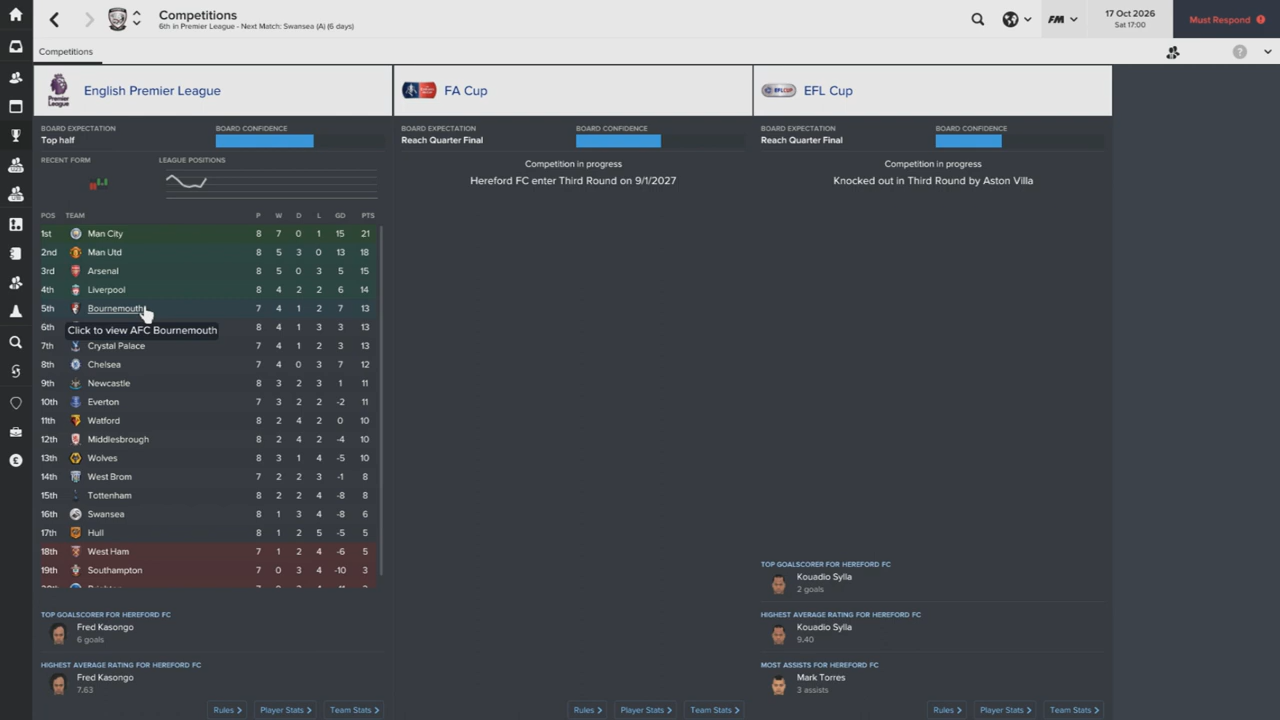 Competitions
6th in Premier League - Next Match: Swansea (A) (6 days)
FM
17 Oct 2026
Sat 17:00
Must Respond
Competitions
English Premier League
BOARD EXPECTATION
Top half
BOARD CONFIDENCE
RECENT FORM
LEAGUE POSITIONS
POS TEAM P W D L GD PTS
1st Man City 8 7 0 1 15 21
2nd Man Utd 8 5 3 0 13 18
3rd Arsenal 8 5 0 3 5 15
4th Liverpool 8 4 2 2 6 14
5th Bournemouth 7 4 1 2 7 13
6th 8 4 1 3 3 13
Click to view AFC Bournemouth
7th Crystal Palace 7 4 1 2 3 13
8th Chelsea 7 4 0 3 7 12
9th Newcastle 8 3 2 3 1 11
10th Everton 7 3 2 2 -2 11
11th Watford 8 2 4 2 0 10
12th Middlesbrough 8 2 4 2 -4 10
13th Wolves 8 3 1 4 -5 10
14th West Brom 7 2 2 3 -1 8
15th Tottenham 8 2 2 4 -8 8
16th Swansea 8 1 3 4 -8 6
17th Hull 8 1 2 5 -5 5
18th West Ham 7 1 2 4 -6 5
19th Southampton 7 0 3 4 -10 3
TOP GOALSCORER FOR HEREFORD FC
Fred Kasongo
6 goals
HIGHEST AVERAGE RATING FOR HEREFORD FC
Fred Kasongo
7.63
Rules > Player Stats > Team Stats >
FA Cup
BOARD EXPECTATION
Reach Quarter Final
BOARD CONFIDENCE
Competition in progress
Hereford FC enter Third Round on 9/1/2027
Rules > Player Stats > Team Stats >
EFL CUP
EFL Cup
BOARD EXPECTATION
Reach Quarter Final
BOARD CONFIDENCE
Competition in progress
Knocked out in Third Round by Aston Villa
TOP GOALSCORER FOR HEREFORD FC
Kouadio Sylla
2 goals
HIGHEST AVERAGE RATING FOR HEREFORD FC
Kouadio Sylla
9.40
MOST ASSISTS FOR HEREFORD FC
Mark Torres
3 assists
Rules > Player Stats > Team Stats >